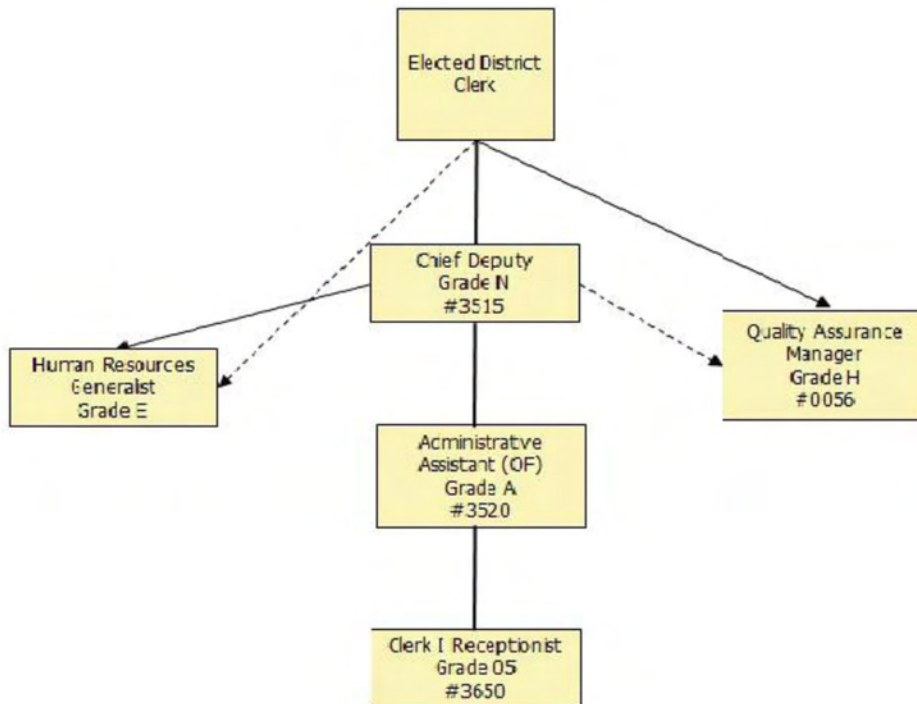 Elected District
Clerk
Chief Deputy
Grade N
#3515
Quality Assurance
Manager
Grade H
#0056
Human Resources
Generalist
Grade E
Administrative
Assistant (OF)
Grade A
#3520
Clerk I Receptionist
Grade 05
#3650